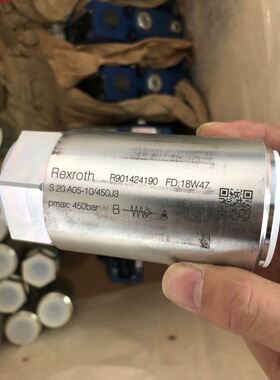 Rexroth R901424190 FD:18W47
S 20 A05-10/450J3
pmax: 450bar B A